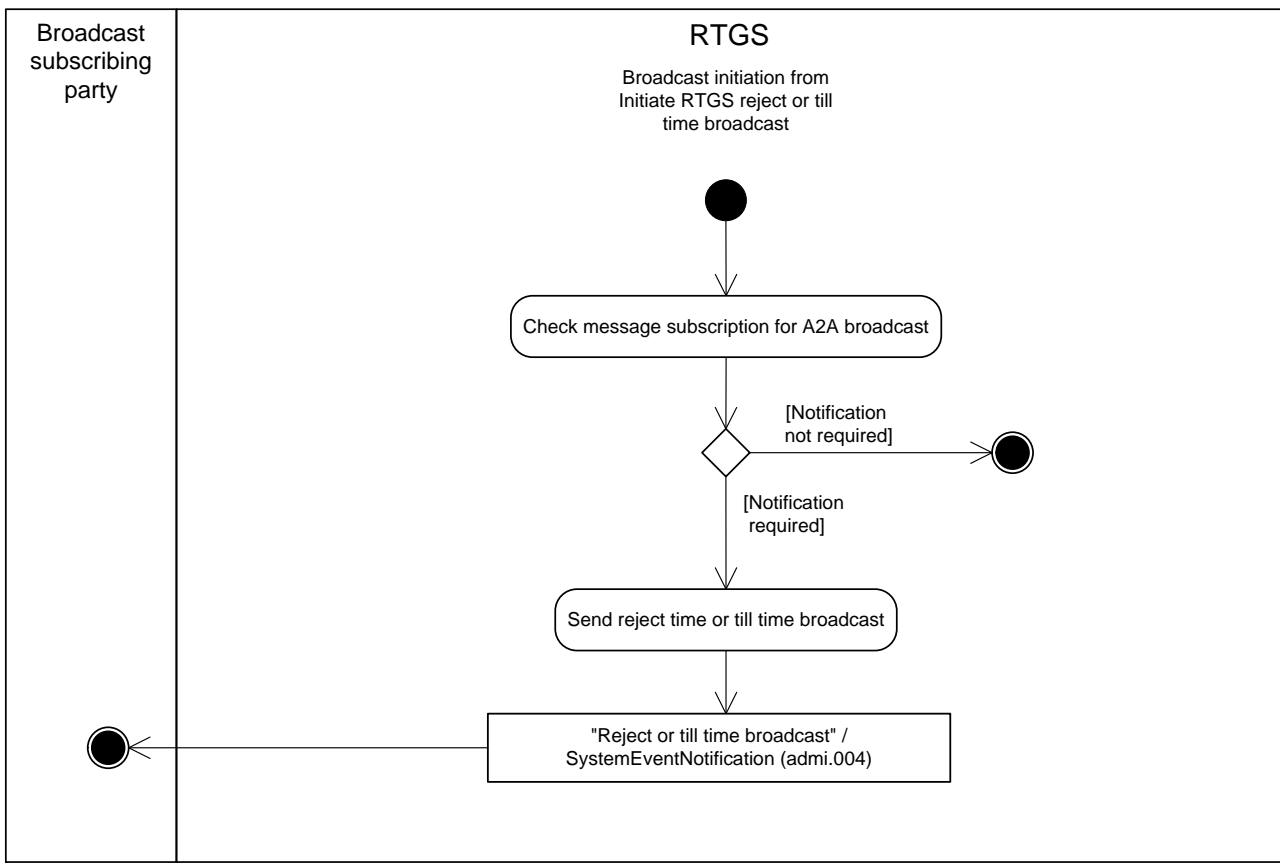 Broadcast
subscribing
party
RTGS
Broadcast initiation from
Initiate RTGS reject or till
time broadcast
Check message subscription for A2A broadcast
[Notification
not required]
[Notification
required]
Send reject time or till time broadcast
"Reject or till time broadcast" /
SystemEventNotification (admi.004)